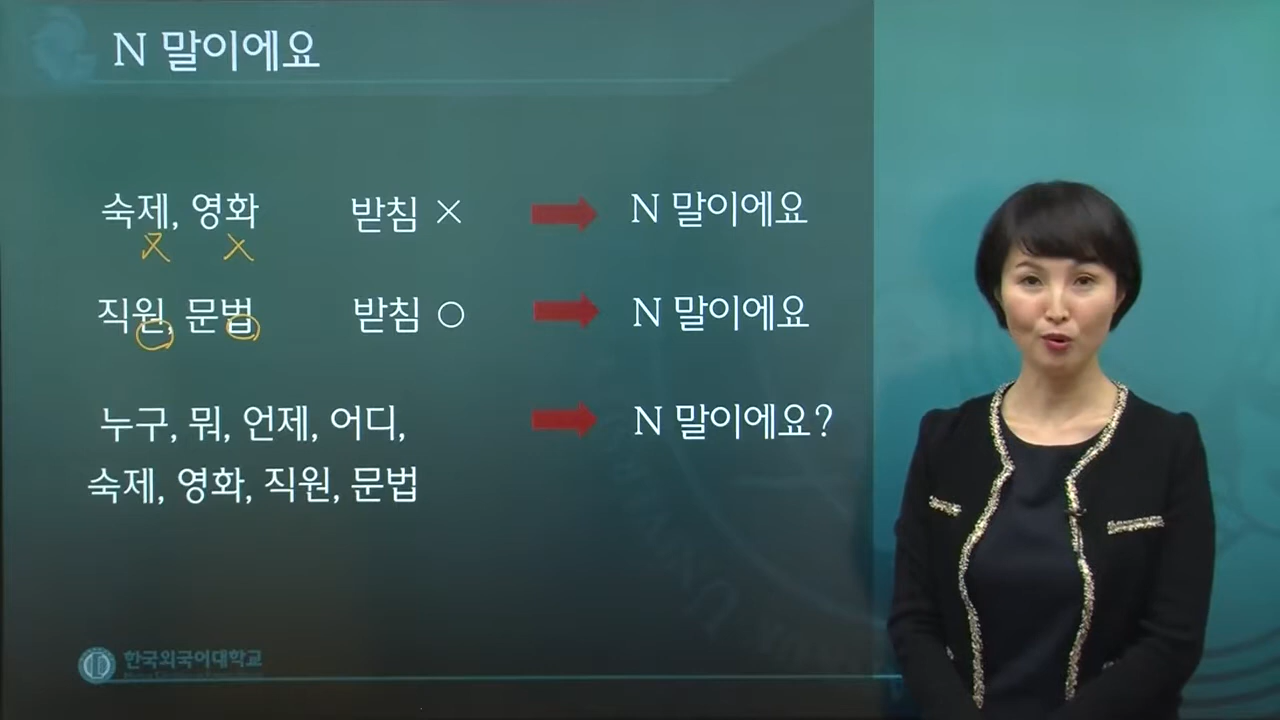 N 말이에요
숙제, 영화 받침 × N 말이에요
직원, 문법 받침 ○ N 말이에요
누구, 뭐, 언제, 어디, N 말이에요?
숙제, 영화, 직원, 문법
한국외국어대학교